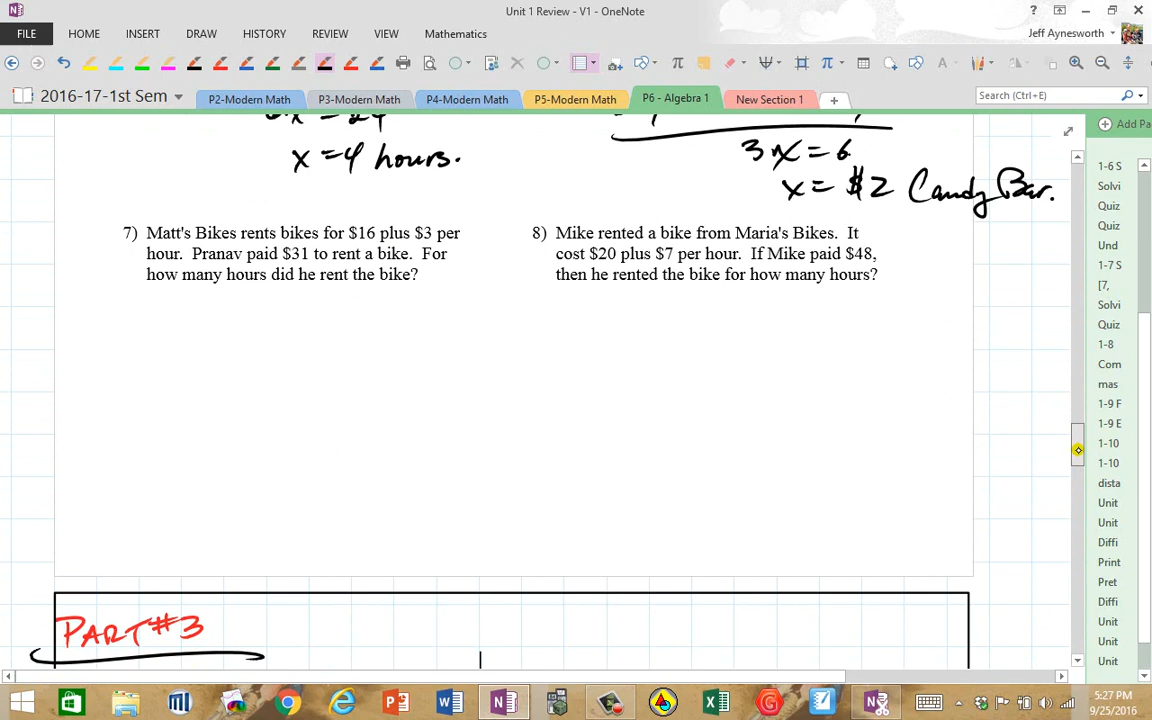 Unit 1 Review - V1 - OneNote
FILE
HOME
INSERT
DRAW
HISTORY
REVIEW
VIEW
Mathematics
Jeff Aynesworth
2016-17-1st Sem
P2-Modern Math
P3-Modern Math
P4-Modern Math
P5-Modern Math
P6 - Algebra 1
New Section 1
Search (Ctrl+E)
Add Pa
x = 4 hours.
3x = 6
x = $2 Candy Bar.
7) Matt's Bikes rents bikes for $16 plus $3 per
hour. Pranav paid $31 to rent a bike. For
how many hours did he rent the bike?
8) Mike rented a bike from Maria's Bikes. It
cost $20 plus $7 per hour. If Mike paid $48,
then he rented the bike for how many hours?
PART #3
1-6 S
Solvi
Quiz
Und
1-7 S
[7,
Solvi
Quiz
1-8
Com
mas
1-9 F
1-9 E
1-10
1-10
dista
Unit
Unit
Diffi
Print
Pret
Diffi
Unit
Unit
Unit
5:27 PM
9/25/2016